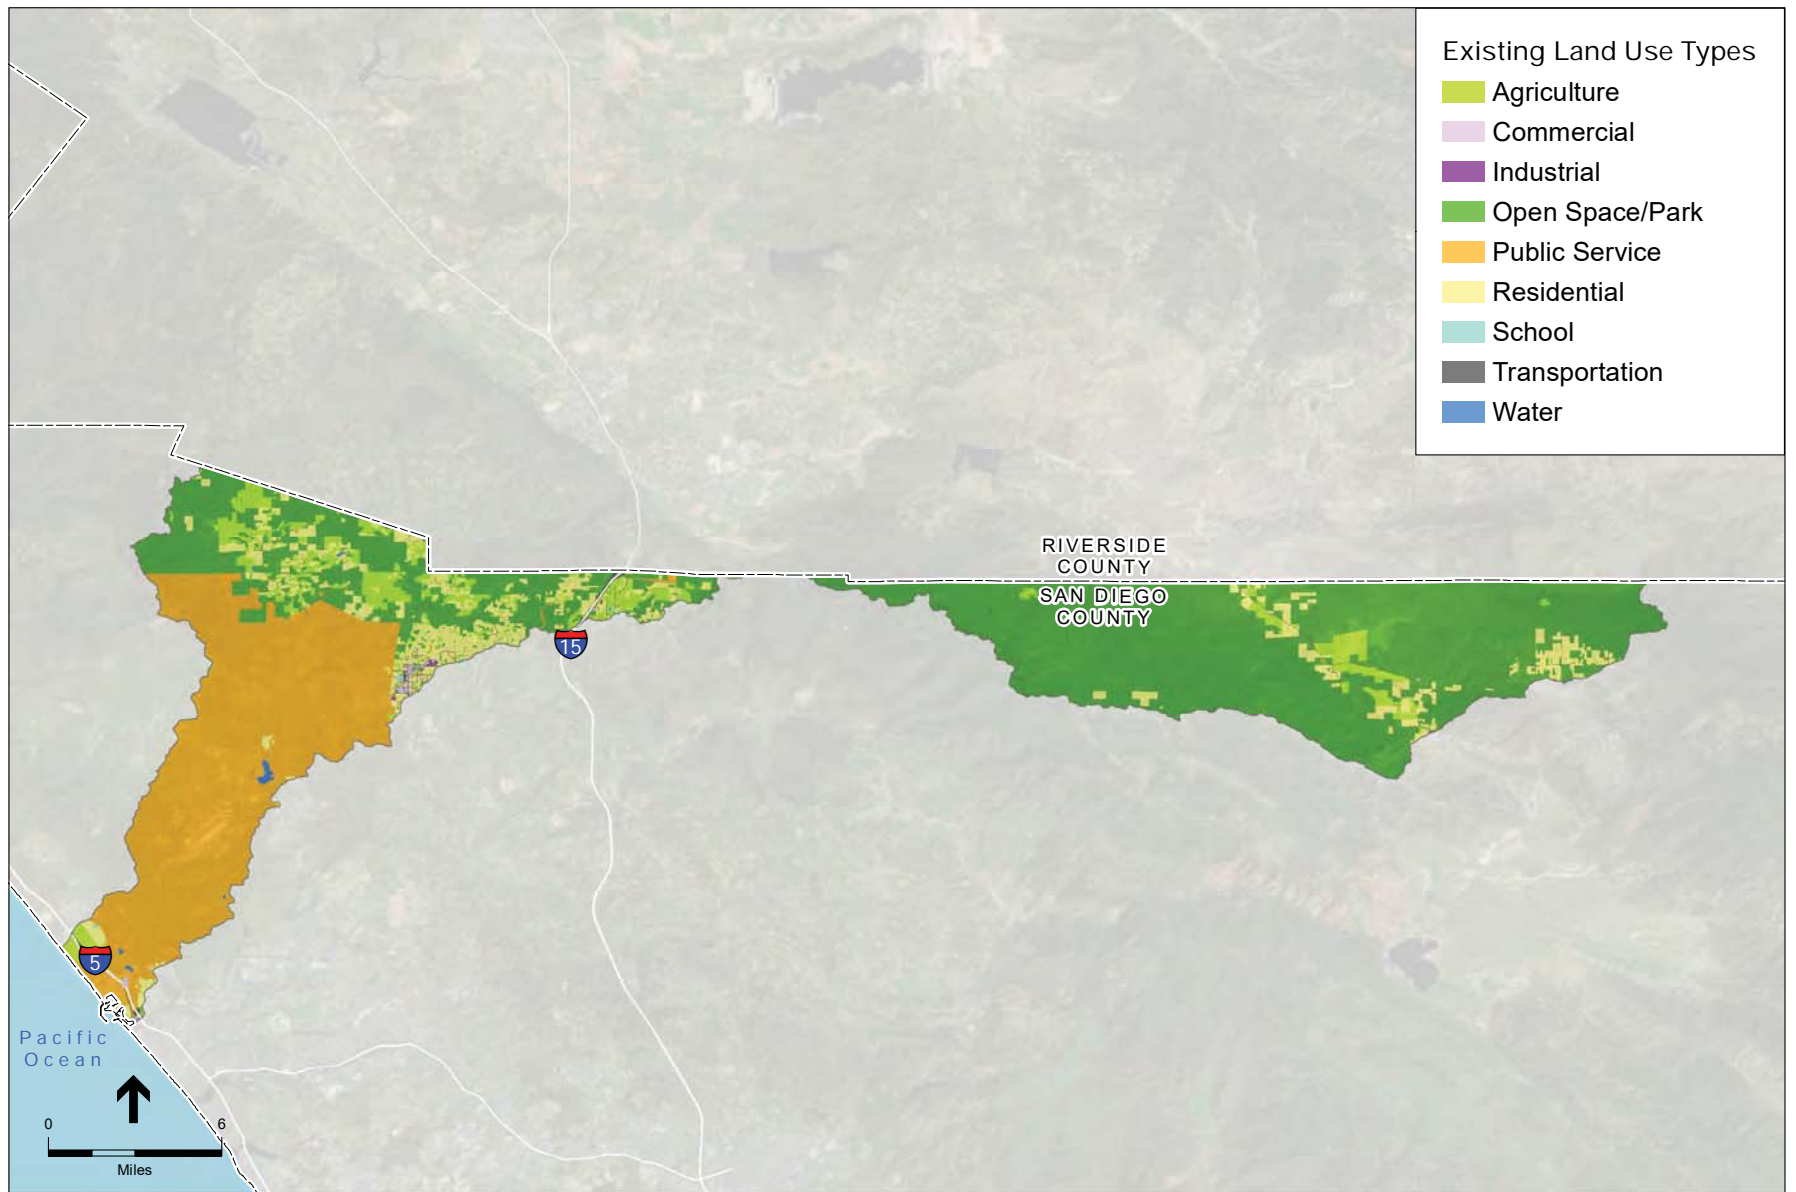 Existing Land Use Types
Agriculture
Commercial
Industrial
Open Space/Park
Public Service
Residential
School
Transportation
Water
RIVERSIDE
COUNTY
SAN DIEGO
COUNTY
15
5
Pacific
Ocean
0 6
Miles